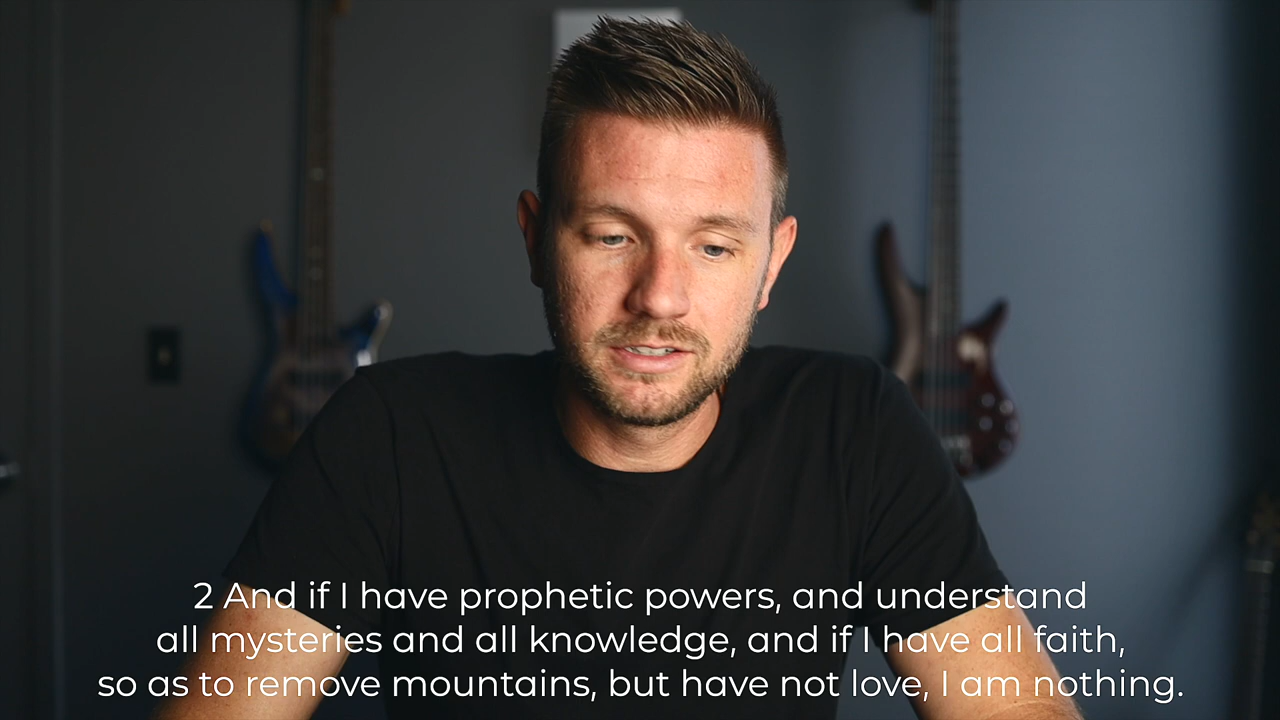 2 And if I have prophetic powers, and understand
all mysteries and all knowledge, and if I have all faith,
so as to remove mountains, but have not love, I am nothing.